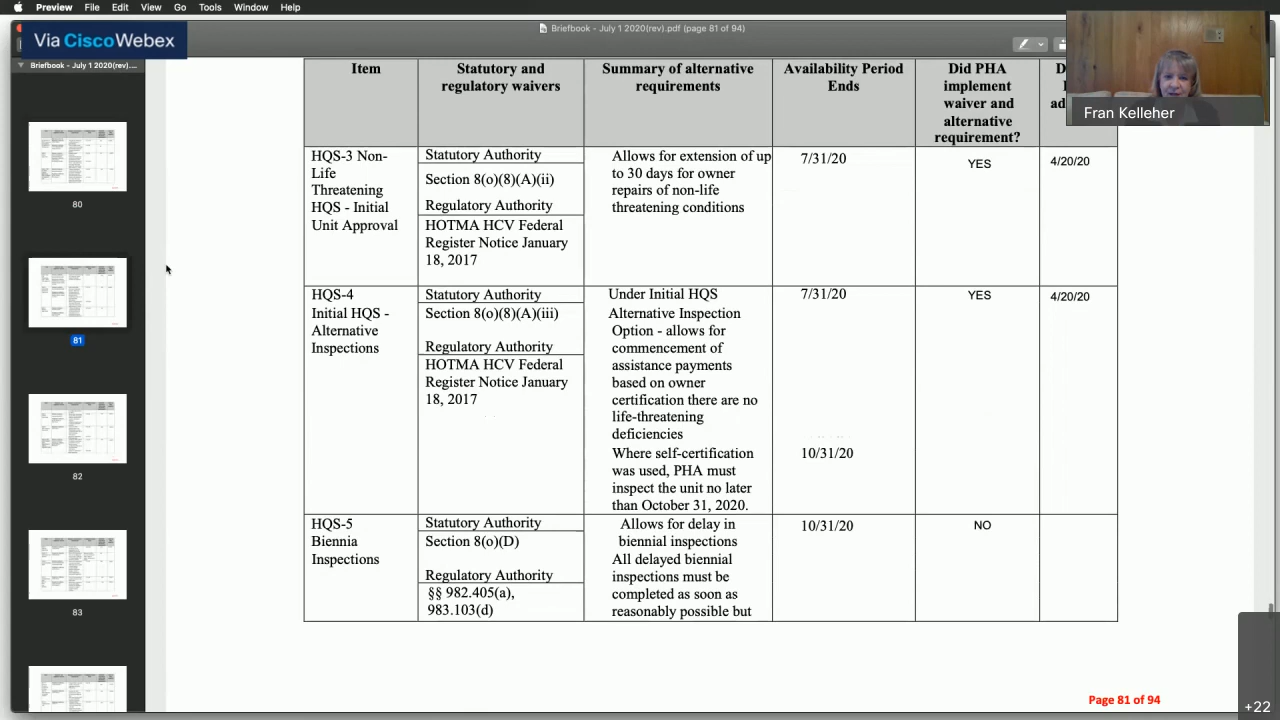 Preview File Edit View Go Tools Window Help
Via CiscoWebex
Briefbook - July 1 2020(rev).pdf (page 81 of 94)
Briefbook - July 1 2020(rev)....
80
81
82
83
Fran Kelleher
Item
Statutory and
regulatory waivers
Summary of alternative
requirements
Availability Period
Ends
Did PHA
implement
waiver and
alternative
requirement?
HQS-3 Non-
Life
Threatening
HQS - Initial
Unit Approval
Statutory Authority
Section 8(o)(8)(A)(ii)
Regulatory Authority
HOTMA HCV Federal
Register Notice January
18, 2017
Allows for extension of up
to 30 days for owner
repairs of non-life
threatening conditions
7/31/20
YES
4/20/20
HQS-4
Initial HQS -
Alternative
Inspections
Statutory Authority
Section 8(o)(8)(A)(iii)
Regulatory Authority
HOTMA HCV Federal
Register Notice January
18, 2017
Under Initial HQS
Alternative Inspection
Option - allows for
commencement of
assistance payments
based on owner
certification there are no
life-threatening
deficiencies
Where self-certification
was used, PHA must
inspect the unit no later
than October 31, 2020.
7/31/20
10/31/20
YES
4/20/20
HQS-5
Biennia
Inspections
Statutory Authority
Section 8(o)(D)
Regulatory Authority
§§ 982.405(a),
983.103(d)
Allows for delay in
biennial inspections
All delayed biennial
inspections must be
completed as soon as
reasonably possible but
10/31/20
NO
Page 81 of 94
+22